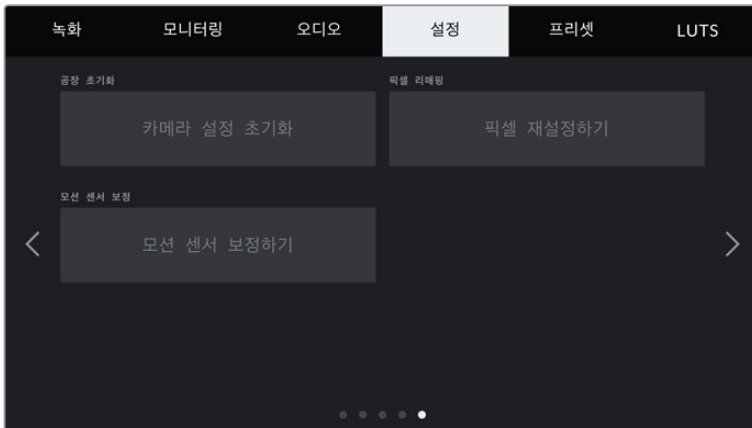 녹화 모니터링 오디오 설정 프리셋 LUTS
공장 초기화 픽셀 리매핑
카메라 설정 초기화 픽셀 재설정하기
모션 센서 보정
모션 센서 보정하기